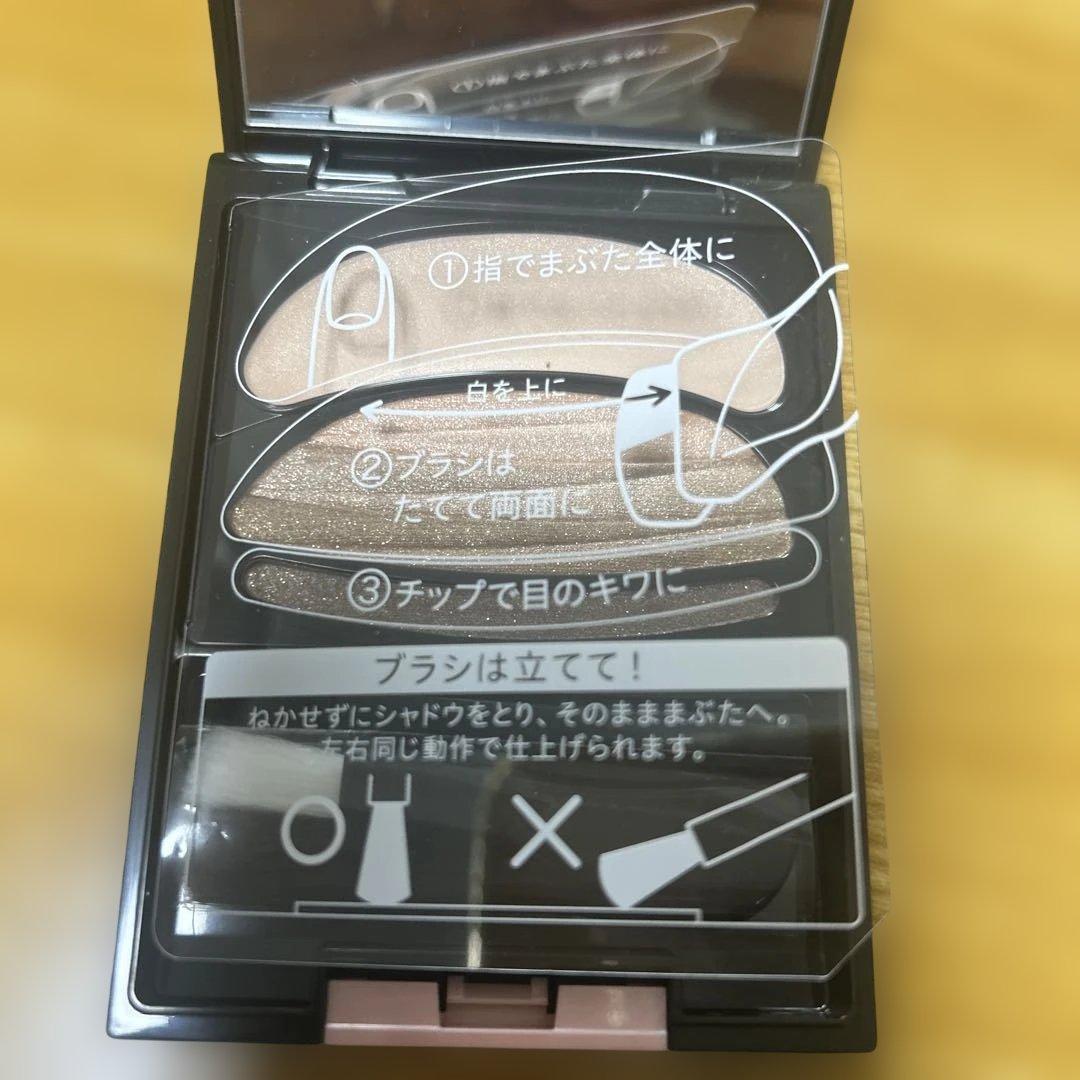 ①指でまぶた全体に
白を上に
②ブラシは
たてて両面に
③チップで目のキワに
ブラシは立てて！
ねかせずにシャドウをとり、そのまままぶたへ。
左右同じ動作で仕上げられます。